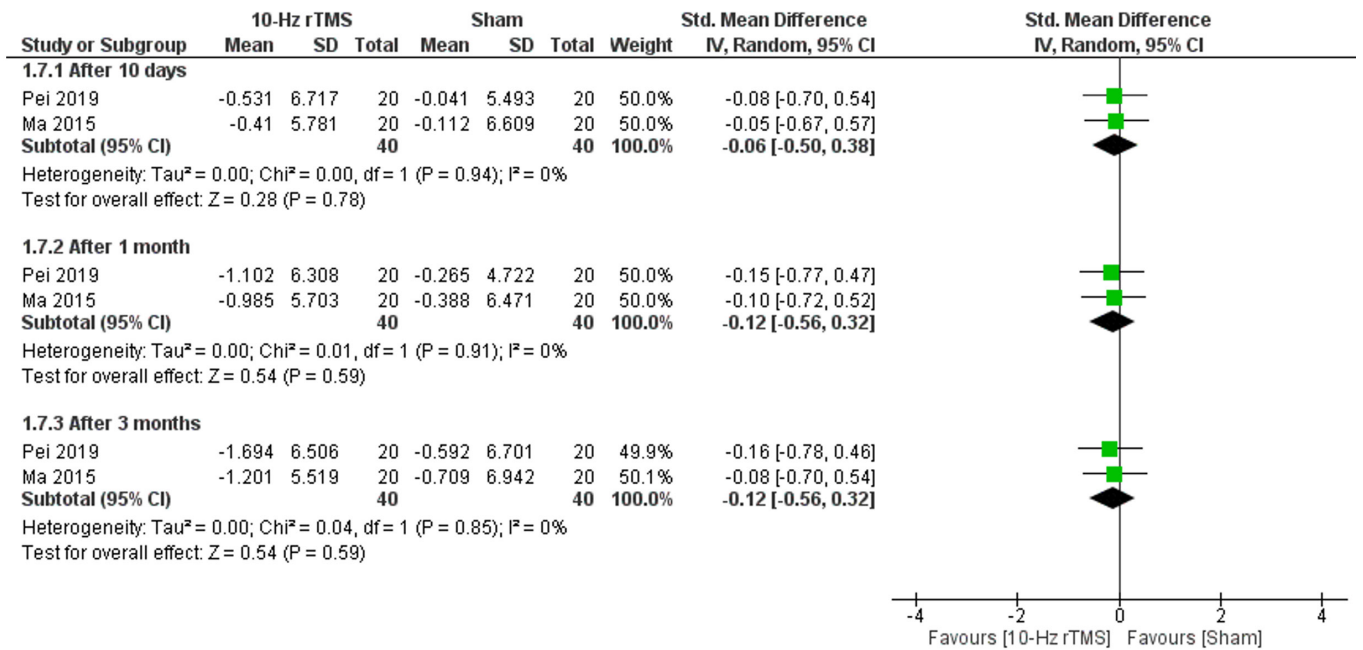 10-Hz rTMS Sham Std. Mean Difference Std. Mean Difference
Study or Subgroup Mean SD Total Mean SD Total Weight IV, Random, 95% CI IV, Random, 95% CI
1.7.1 After 10 days
Pei 2019 -0.531 6.717 20 -0.041 5.493 20 50.0% -0.08 [-0.70, 0.54]
Ma 2015 -0.41 5.781 20 -0.112 6.609 20 50.0% -0.05 [-0.67, 0.57]
Subtotal (95% CI) 40 40 100.0% -0.06 [-0.50, 0.38]
Heterogeneity: Tau² = 0.00; Chi² = 0.00, df = 1 (P = 0.94); I² = 0%
Test for overall effect: Z = 0.28 (P = 0.78)
1.7.2 After 1 month
Pei 2019 -1.102 6.308 20 -0.265 4.722 20 50.0% -0.15 [-0.77, 0.47]
Ma 2015 -0.985 5.703 20 -0.388 6.471 20 50.0% -0.10 [-0.72, 0.52]
Subtotal (95% CI) 40 40 100.0% -0.12 [-0.56, 0.32]
Heterogeneity: Tau² = 0.00; Chi² = 0.01, df = 1 (P = 0.91); I² = 0%
Test for overall effect: Z = 0.54 (P = 0.59)
1.7.3 After 3 months
Pei 2019 -1.694 6.506 20 -0.592 6.701 20 49.9% -0.16 [-0.78, 0.46]
Ma 2015 -1.201 5.519 20 -0.709 6.942 20 50.1% -0.08 [-0.70, 0.54]
Subtotal (95% CI) 40 40 100.0% -0.12 [-0.56, 0.32]
Heterogeneity: Tau² = 0.00; Chi² = 0.04, df = 1 (P = 0.85); I² = 0%
Test for overall effect: Z = 0.54 (P = 0.59)
-4 -2 0 2 4
Favours [10-Hz rTMS] Favours [Sham]